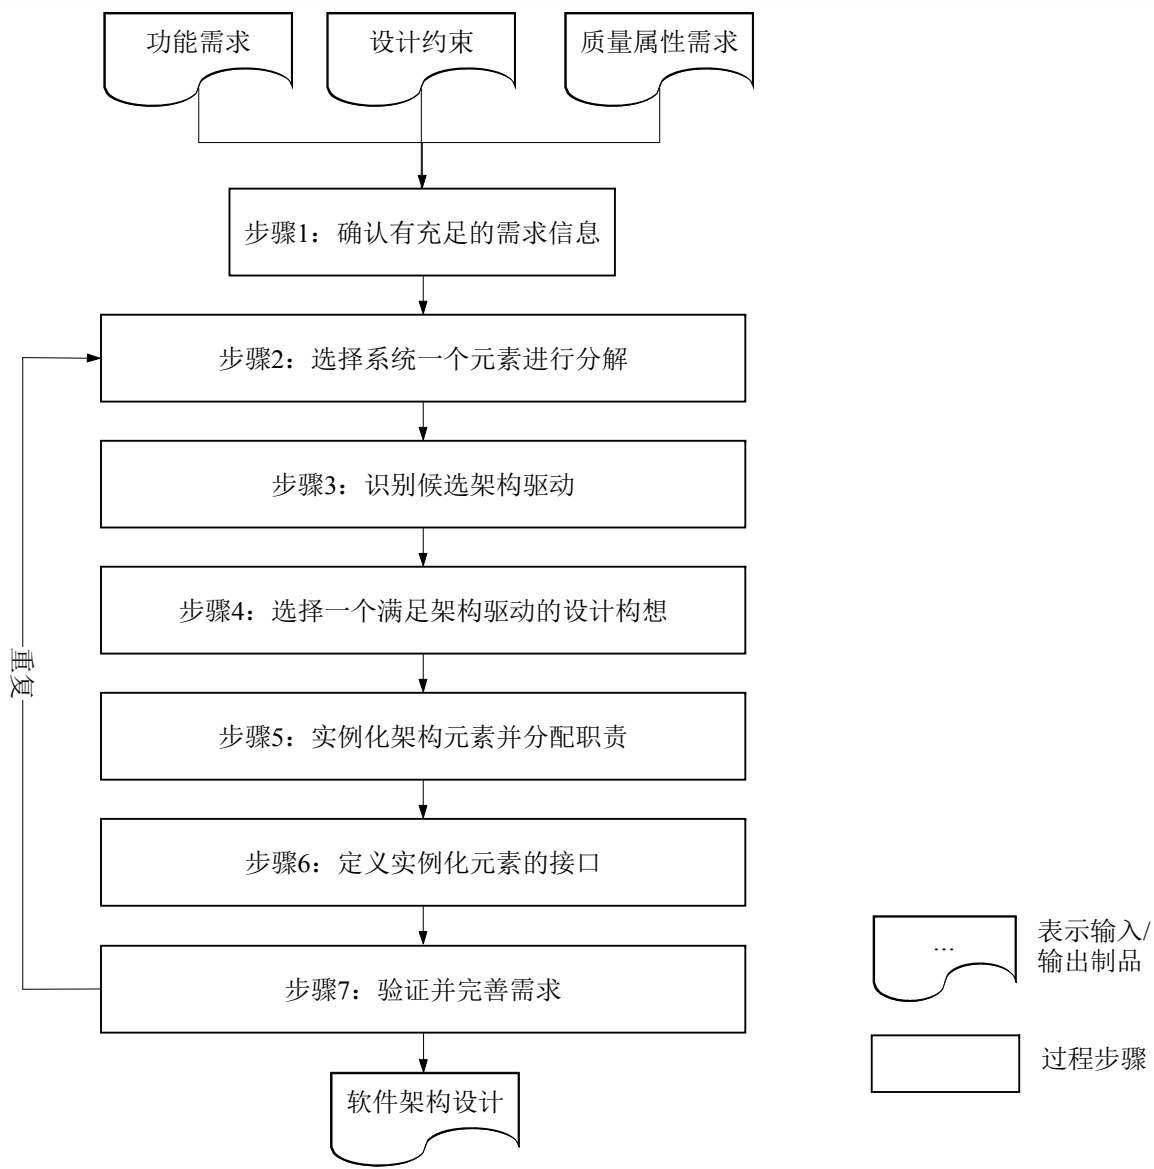 功能需求
设计约束
质量属性需求
步骤1：确认有充足的需求信息
步骤2：选择系统一个元素进行分解
步骤3：识别候选架构驱动
步骤4：选择一个满足架构驱动的设计构想
重复
步骤5：实例化架构元素并分配职责
步骤6：定义实例化元素的接口
步骤7：验证并完善需求
软件架构设计
…
表示输入/
输出制品
过程步骤